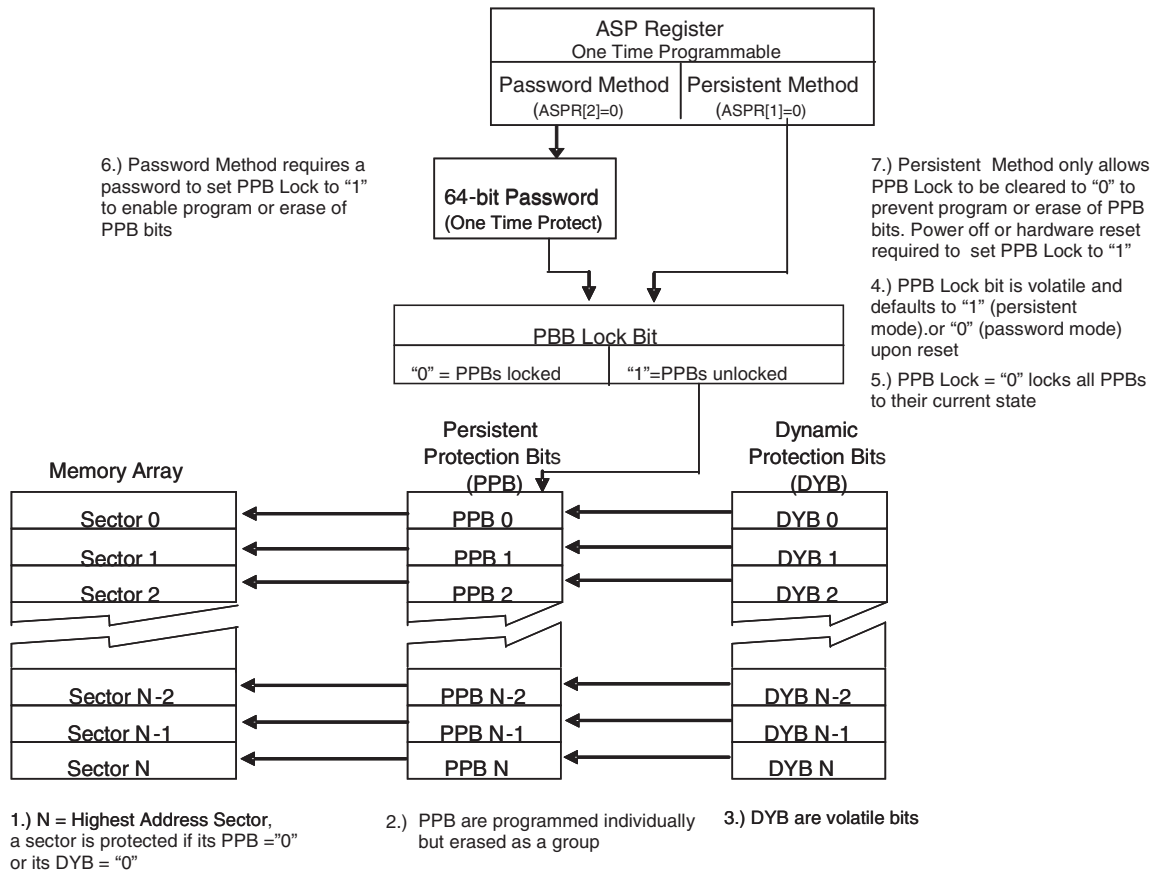 ASP Register
One Time Programmable
Password Method
(ASPR[2]=0)
Persistent Method
(ASPR[1]=0)
6.) Password Method requires a
password to set PPB Lock to “1”
to enable program or erase of
PPB bits
64-bit Password
(One Time Protect)
7.) Persistent Method only allows
PPB Lock to be cleared to “0” to
prevent program or erase of PPB
bits. Power off or hardware reset
required to set PPB Lock to “1”
4.) PPB Lock bit is volatile and
defaults to “1” (persistent
mode).or “0” (password mode)
upon reset
5.) PPB Lock = “0” locks all PPBs
to their current state
PBB Lock Bit
“0” = PPBs locked
“1”=PPBs unlocked
Memory Array
Persistent
Protection Bits
(PPB)
Dynamic
Protection Bits
(DYB)
Sector 0
PPB 0
DYB 0
Sector 1
PPB 1
DYB 1
Sector 2
PPB 2
DYB 2
Sector N-2
PPB N-2
DYB N-2
Sector N-1
PPB N-1
DYB N-1
Sector N
PPB N
DYB N
1.) N = Highest Address Sector,
a sector is protected if its PPB =”0”
or its DYB = “0”
2.) PPB are programmed individually
but erased as a group
3.) DYB are volatile bits